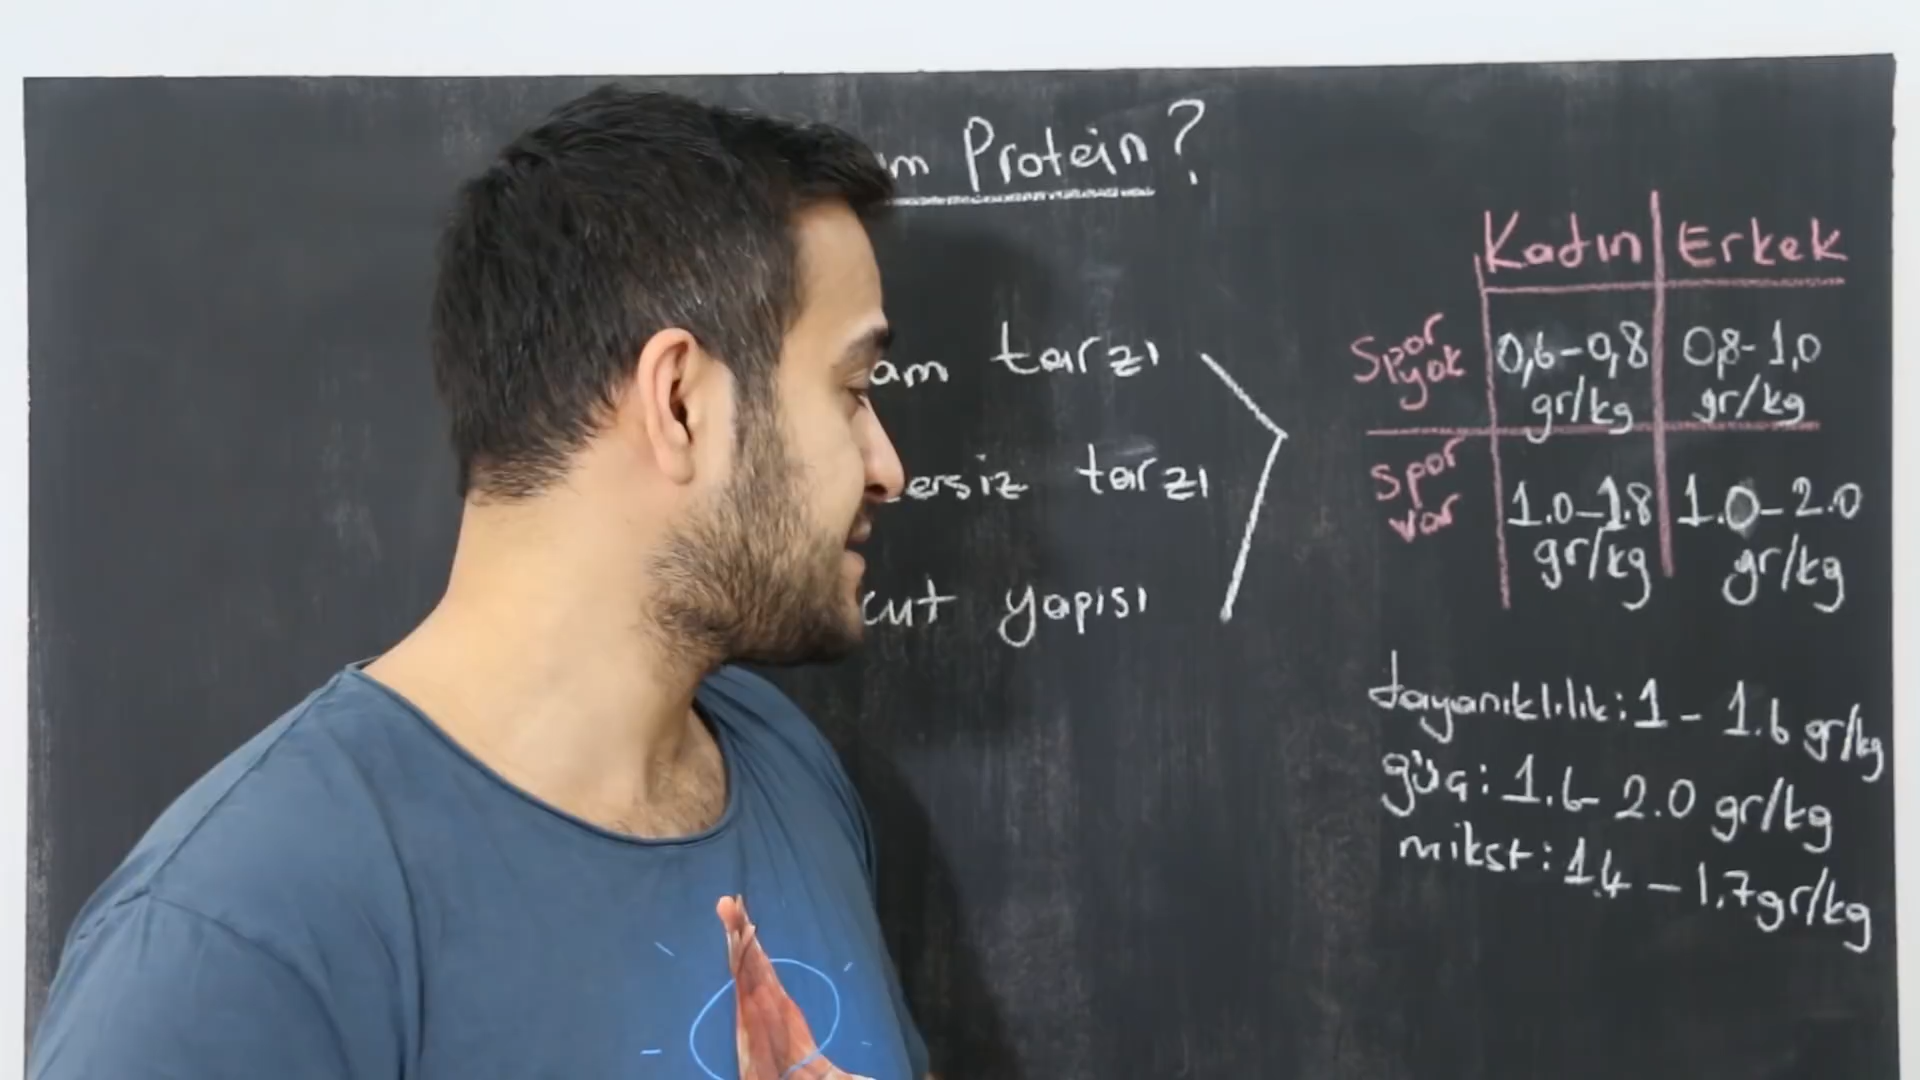 m Protein?
am tarzı
ersiz tarzı
cut yapısı
Kadın Erkek
Spor yok
0,6-0,8 gr/kg
0,8-1,0 gr/kg
Spor var
1.0-1.8 gr/kg
1.0-2.0 gr/kg
dayanıklılık: 1 - 1.6 gr/kg
güç: 1.6-2.0 gr/kg
mikst: 1.4 - 1.7 gr/kg